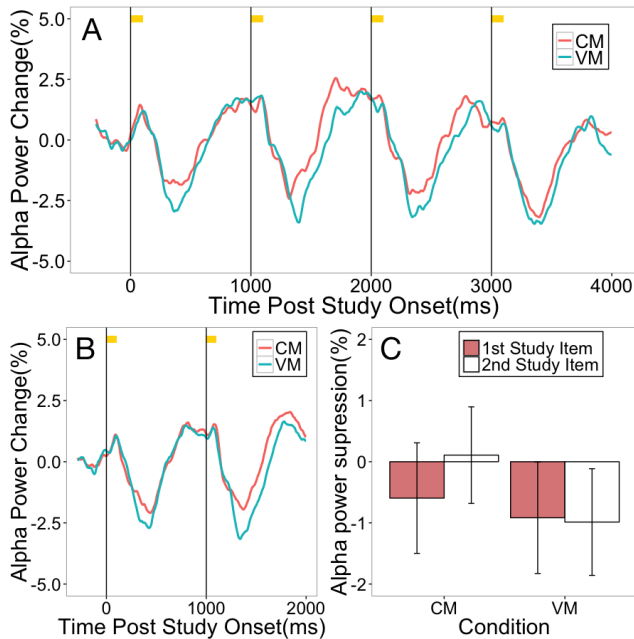 A
Alpha Power Change(%)
5.0
2.5
0.0
-2.5
-5.0
CM
VM
0
1000
2000
3000
4000
Time Post Study Onset(ms)
B
Alpha Power Change(%)
5.0
2.5
0.0
-2.5
-5.0
CM
VM
0
1000
2000
Time Post Study Onset(ms)
C
Alpha power supression(%)
2
1
0
-1
-2
1st Study Item
2nd Study Item
CM
VM
Condition